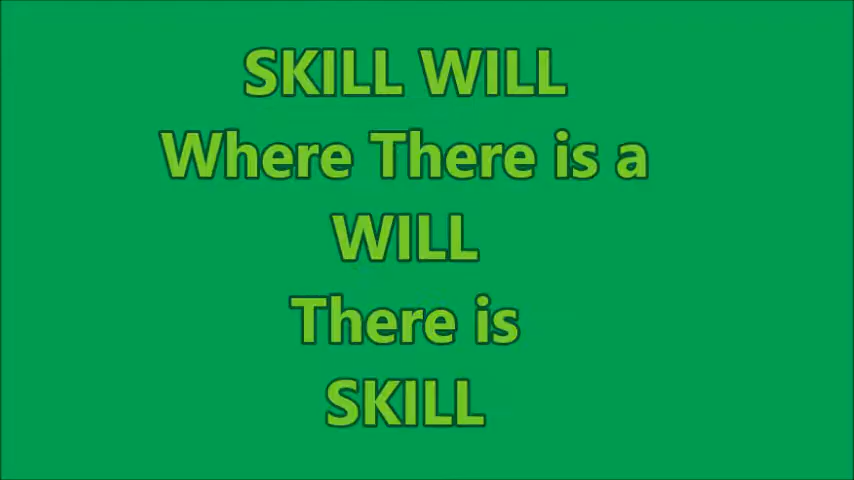 SKILL WILL
Where There is a
WILL
There is
SKILL